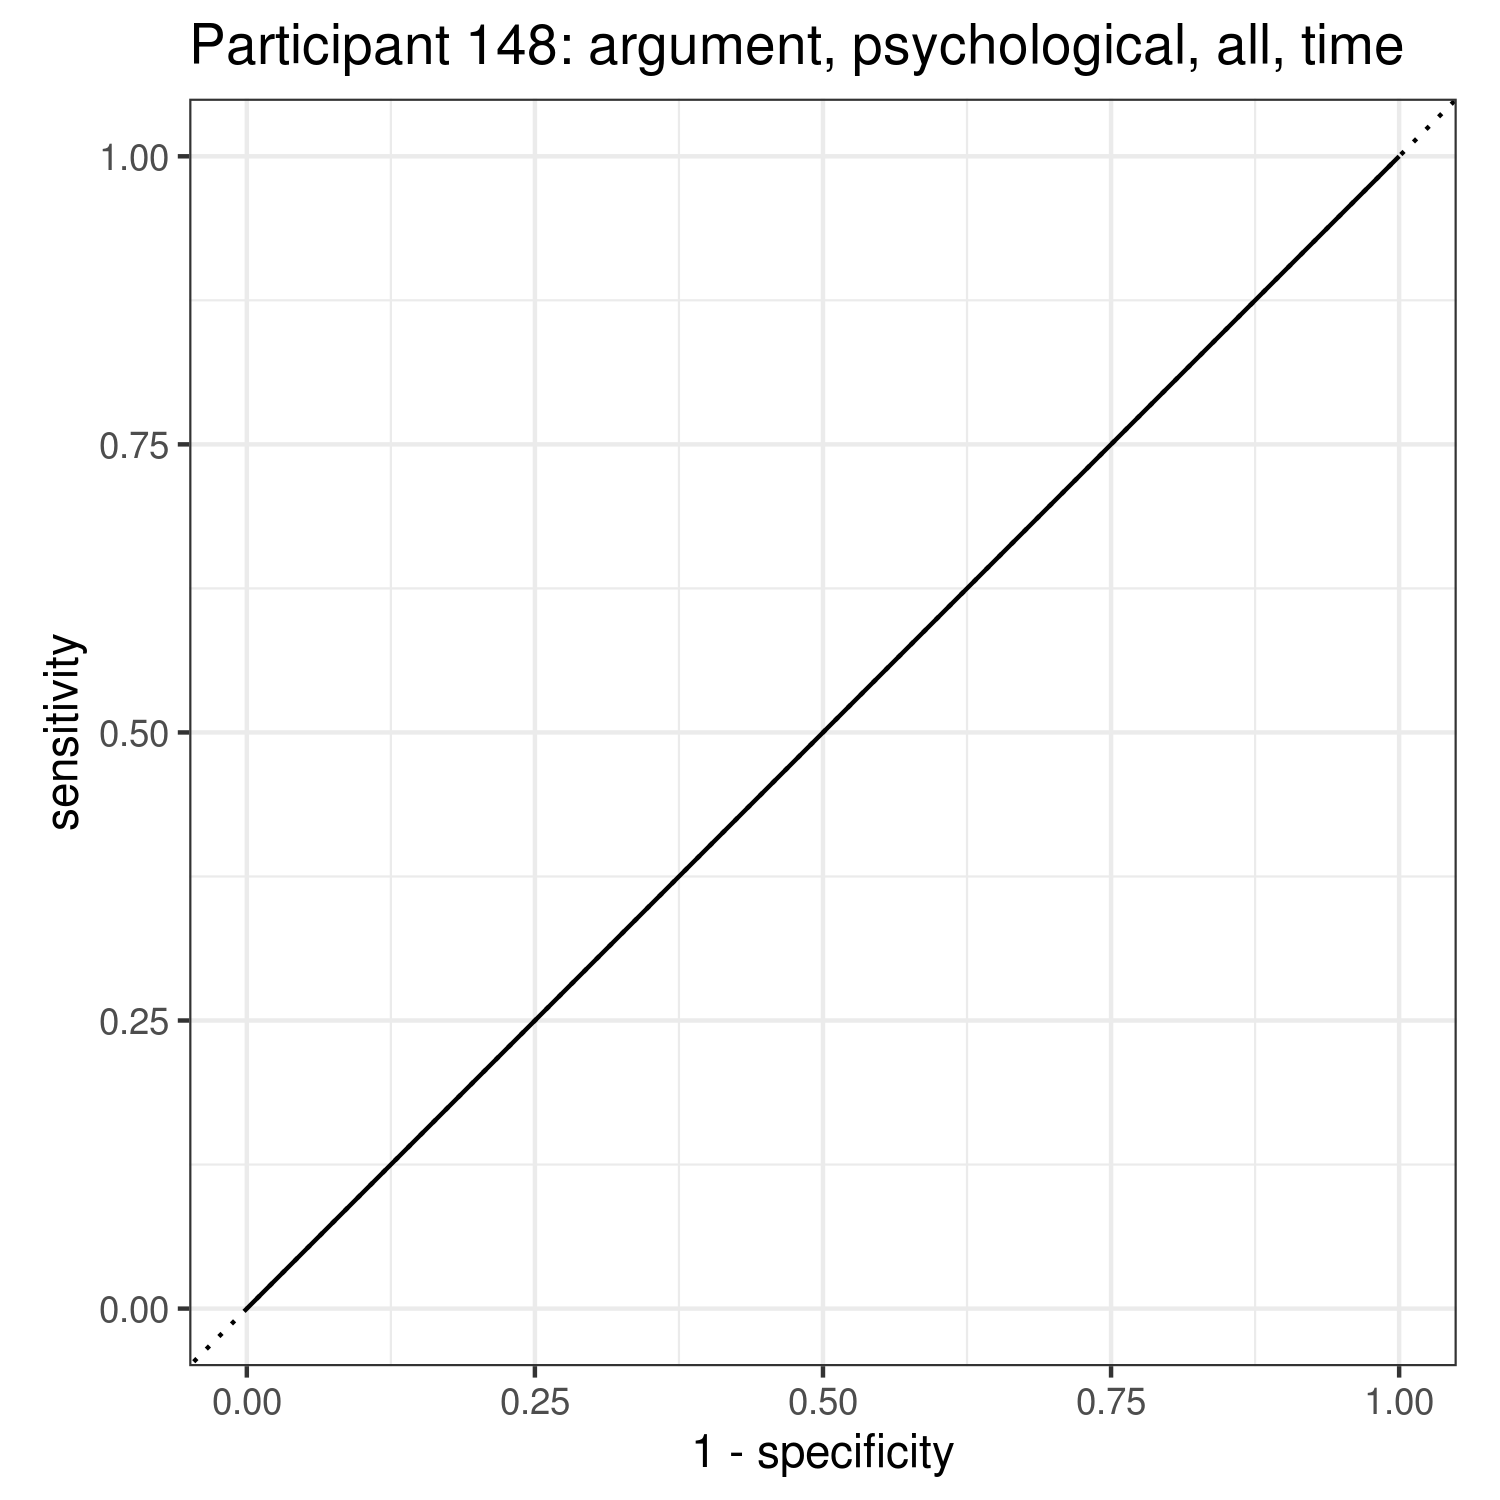 Participant 148: argument, psychological, all, time
1.00
0.75
0.50
0.25
0.00
sensitivity
0.00 0.25 0.50 0.75 1.00
1 - specificity